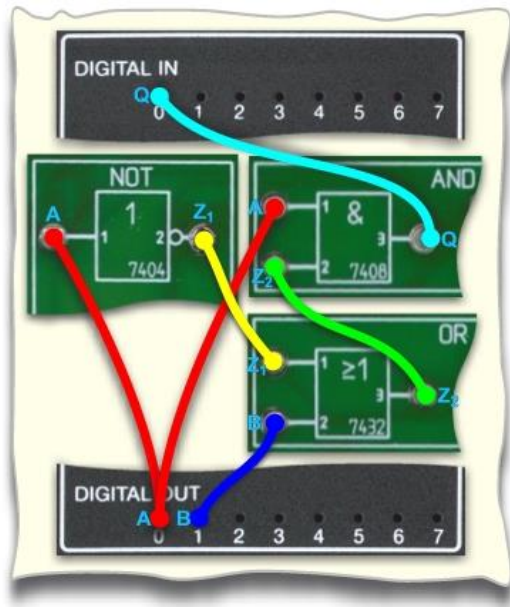 DIGITAL IN
Q
0 1 2 3 4 5 6 7
NOT
A 1 1 2 Z1
7404
AND
A 1 & 3 Q
Z2 2 7408
OR
Z1 1 ≥1 3 Z2
B 2 7432
DIGITAL OUT
A B
0 1 2 3 4 5 6 7